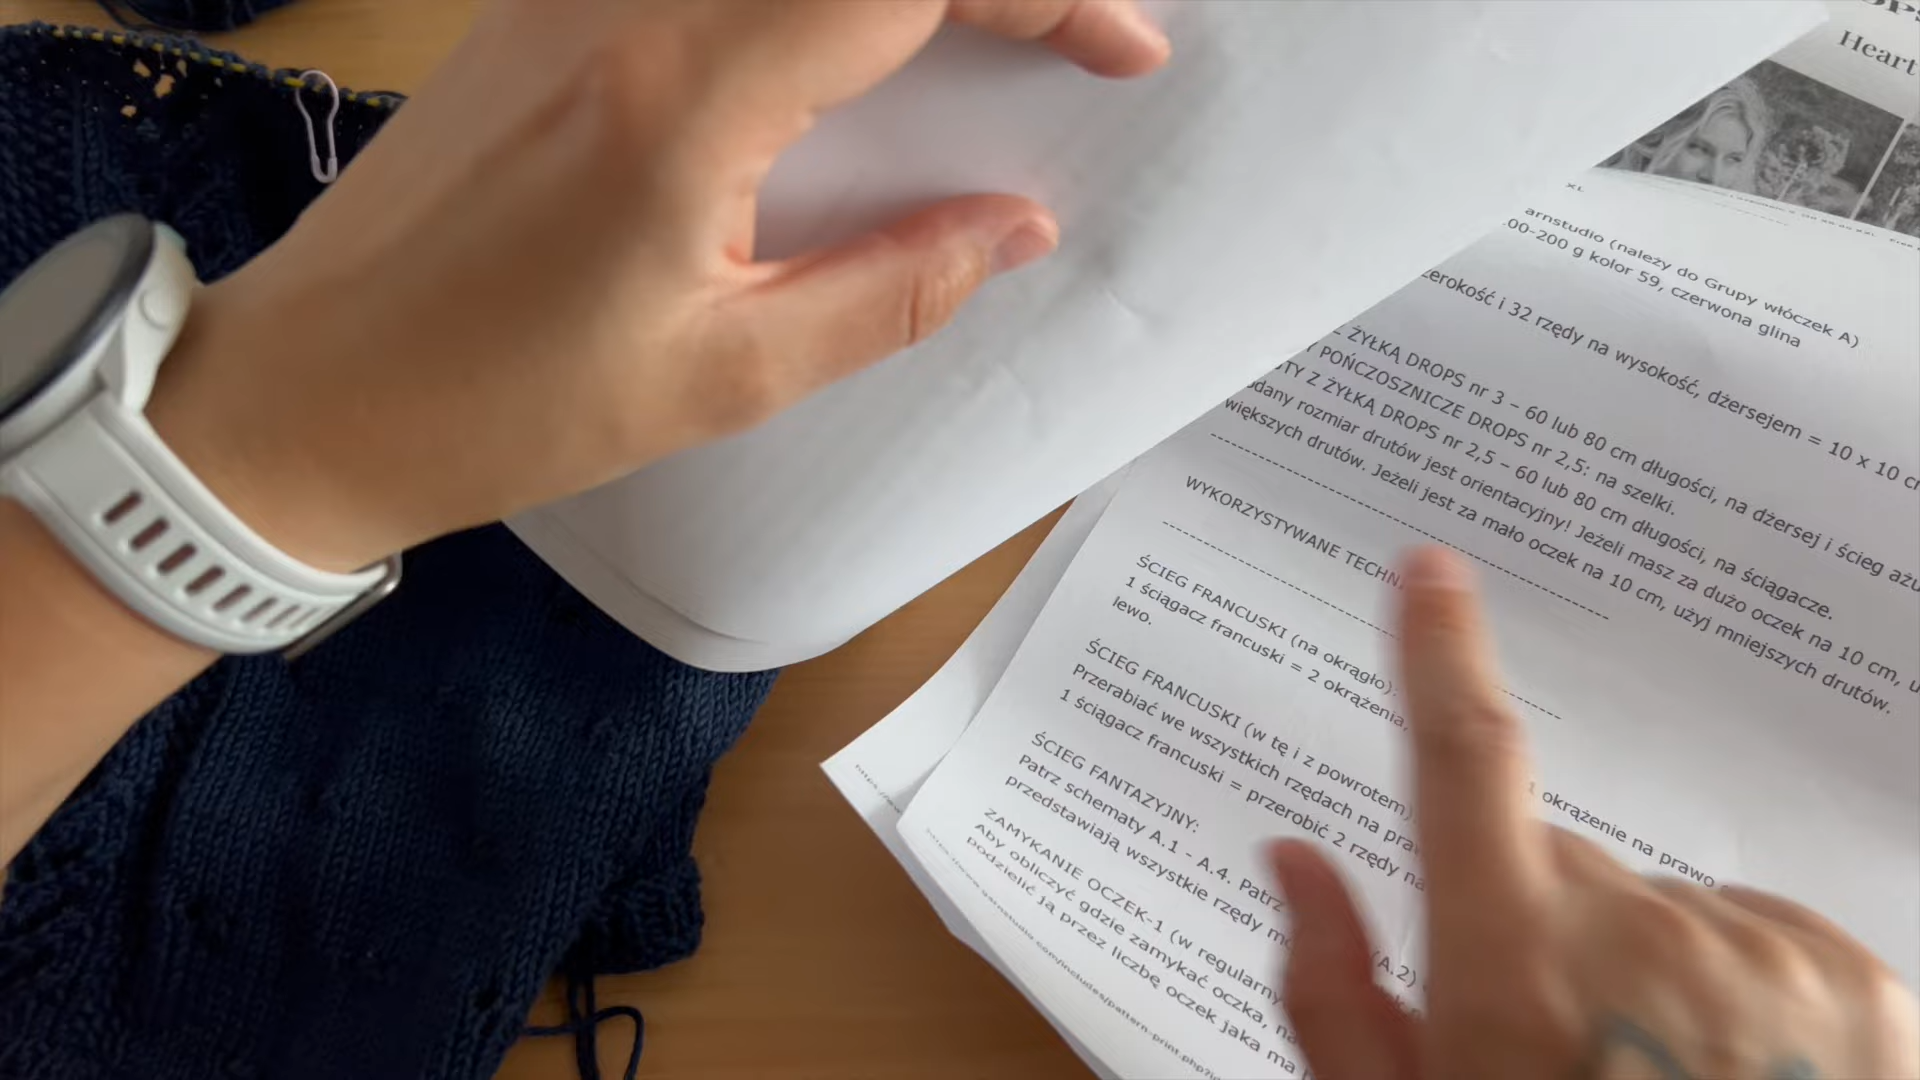 Heart
XL
arnstudio (należy do Grupy włóczek A)
00-200 g kolor 59, czerwona glina
zerokość i 32 rzędy na wysokość, dżersejem = 10 x 10 c
ŻYŁKĄ DROPS nr 3 – 60 lub 80 cm długości, na dżersej i ścieg ażu
POŃCZOSZNICZE DROPS nr 2,5: na szelki.
TY Z ŻYŁKĄ DROPS nr 2,5 – 60 lub 80 cm długości, na ściągacze.
odany rozmiar drutów jest orientacyjny! Jeżeli masz za dużo oczek na 10 cm, u
większych drutów. Jeżeli jest za mało oczek na 10 cm, użyj mniejszych drutów.
WYKORZYSTYWANE TECHN
ŚCIEG FRANCUSKI (na okrągło):
1 ściągacz francuski = 2 okrążenia, 1 okrążenie na prawo
lewo.
ŚCIEG FRANCUSKI (w tę i z powrotem)
Przerabiać we wszystkich rzędach na pra
1 ściągacz francuski = przerobić 2 rzędy na
ŚCIEG FANTAZYJNY:
Patrz schematy A.1 - A.4. Patrz (A.2)
przedstawiają wszystkie rzędy
ZAMYKANIE OCZEK-1 (w regularny
Aby obliczyć gdzie zamykać oczka, na
podzielić ją przez liczbę oczek jaka ma